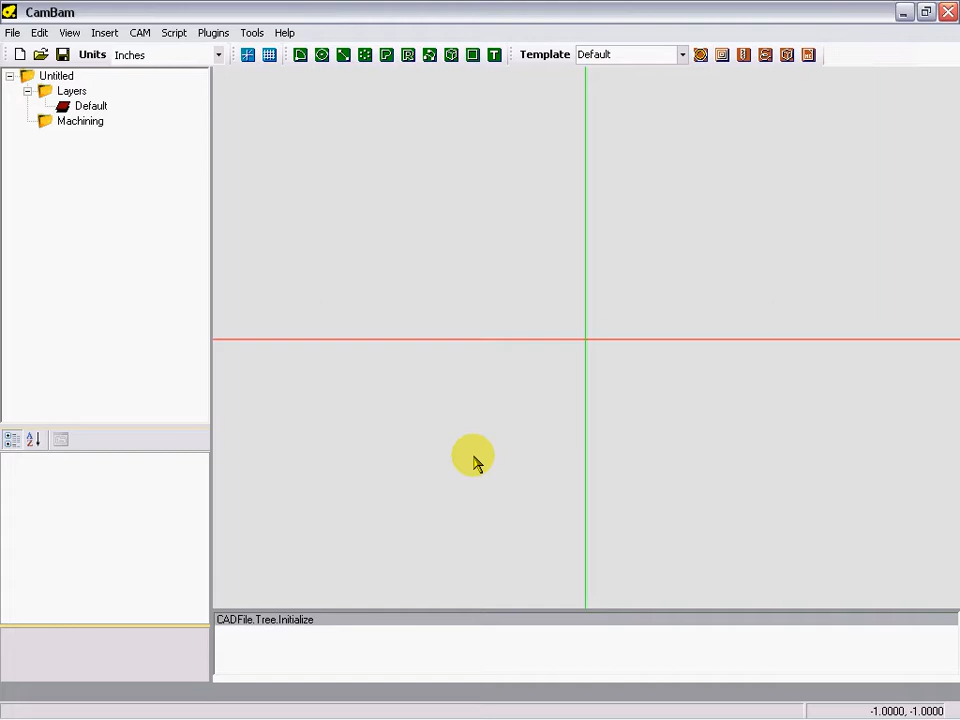 CamBam
File Edit View Insert CAM Script Plugins Tools Help
Units Inches Template Default
Untitled
Layers
Default
Machining
CADFile.Tree.Initialize
-1.0000, -1.0000